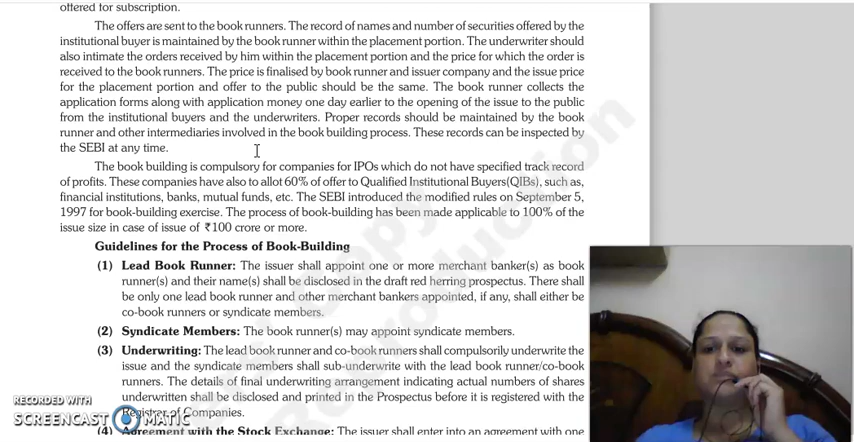 offered for subscription.
The offers are sent to the book runners. The record of names and number of securities offered by the
institutional buyer is maintained by the book runner within the placement portion. The underwriter should
also intimate the orders received by him within the placement portion and the price for which the order is
received to the book runners. The price is finalised by book runner and issuer company and the issue price
for the placement portion and offer to the public should be the same. The book runner collects the
application forms along with application money one day earlier to the opening of the issue to the public
from the institutional buyers and the underwriters. Proper records should be maintained by the book
runner and other intermediaries involved in the book building process. These records can be inspected by
the SEBI at any time.
The book building is compulsory for companies for IPOs which do not have specified track record
of profits. These companies have also to allot 60% of offer to Qualified Institutional Buyers(QIBs), such as,
financial institutions, banks, mutual funds, etc. The SEBI introduced the modified rules on September 5,
1997 for book-building exercise. The process of book-building has been made applicable to 100% of the
issue size in case of issue of ₹100 crore or more.
Guidelines for the Process of Book-Building
(1) Lead Book Runner: The issuer shall appoint one or more merchant banker(s) as book
runner(s) and their name(s) shall be disclosed in the draft red herring prospectus. There shall
be only one lead book runner and other merchant bankers appointed, if any, shall either be
co-book runners or syndicate members.
(2) Syndicate Members: The book runner(s) may appoint syndicate members.
(3) Underwriting: The lead book runner and co-book runners shall compulsorily underwrite the
issue and the syndicate members shall sub-underwrite with the lead book runner/co-book
runners. The details of final underwriting arrangement indicating actual numbers of shares
underwritten shall be disclosed and printed in the Prospectus before it is registered with the
Registrar of Companies.
(4) Agreement with the Stock Exchange: The issuer shall enter into an agreement with one
Copy
Reproduction
RECORDED WITH
SCREENCAST MATIC